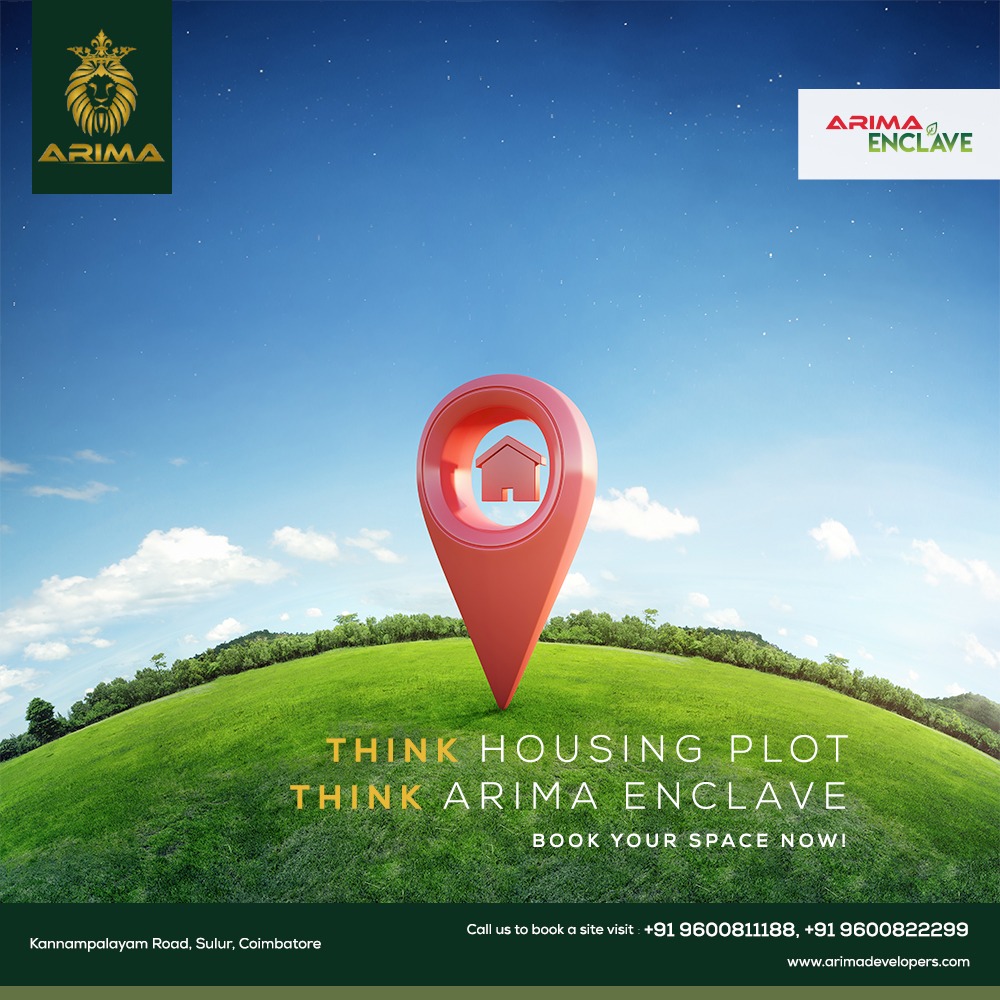 ARIMA
ARIMA
ENCLAVE
THINK HOUSING PLOT
THINK ARIMA ENCLAVE
BOOK YOUR SPACE NOW!
Kannampalayam Road, Sulur, Coimbatore
Call us to book a site visit : +91 9600811188, +91 9600822299
www.arimadevelopers.com